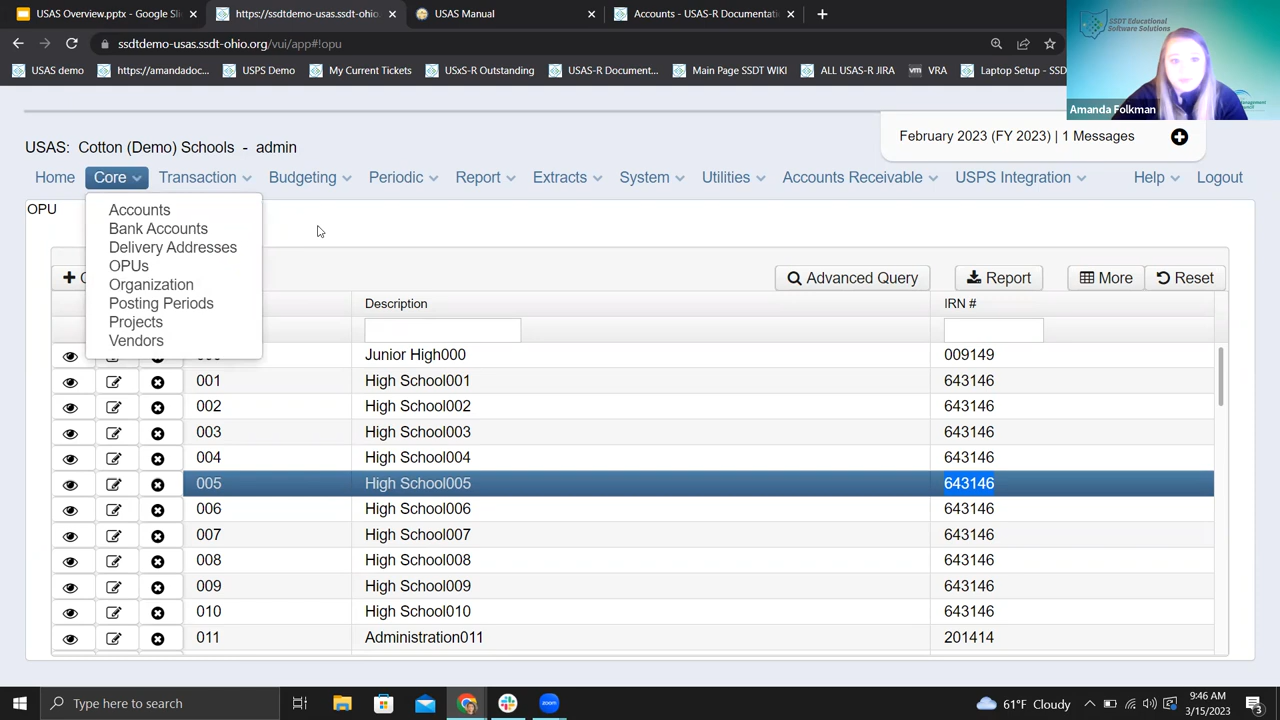 USAS Overview.pptx - Google Sli
https://ssdtdemo-usas.ssdt-ohio.
USAS Manual
Accounts - USAS-R Documentati
ssdtdemo-usas.ssdt-ohio.org/vui/app#!opu
USAS demo
https://amandadoc...
USPS Demo
My Current Tickets
USxS-R Outstanding
USAS-R Document...
Main Page SSDT WIKI
ALL USAS-R JIRA
VRA
Laptop Setup - SSD
SSDT Educational
Software Solutions
Amanda Folkman
February 2023 (FY 2023) | 1 Messages
USAS: Cotton (Demo) Schools - admin
Home Core Transaction Budgeting Periodic Report Extracts System Utilities Accounts Receivable USPS Integration Help Logout
OPU
Accounts
Bank Accounts
Delivery Addresses
OPUs
Organization
Posting Periods
Projects
Vendors
Advanced Query Report More Reset
Description IRN #
Junior High000 009149
001 High School001 643146
002 High School002 643146
003 High School003 643146
004 High School004 643146
005 High School005 643146
006 High School006 643146
007 High School007 643146
008 High School008 643146
009 High School009 643146
010 High School010 643146
011 Administration011 201414
Type here to search
zoom
61°F Cloudy
9:46 AM
3/15/2023
3